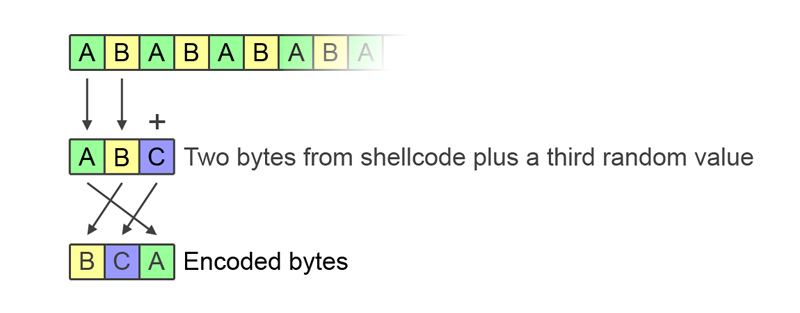 A B A B A B A B A
+
A B C Two bytes from shellcode plus a third random value
B C A Encoded bytes